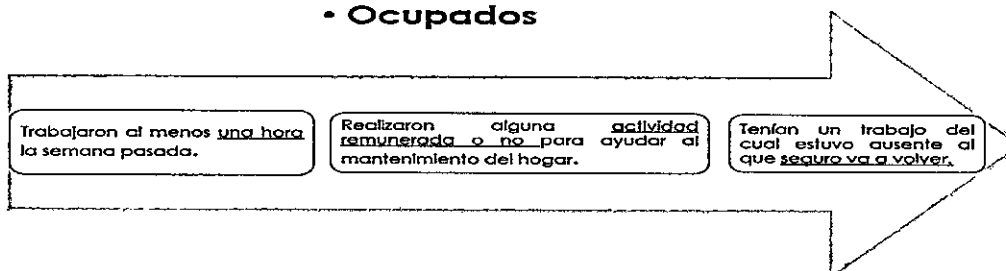 • Ocupados
Trabajaron al menos una hora
la semana pasada.
Realizaron alguna actividad
remunerada o no para ayudar al
mantenimiento del hogar.
Tenían un trabajo del
cual estuvo ausente al
que seguro va a volver.